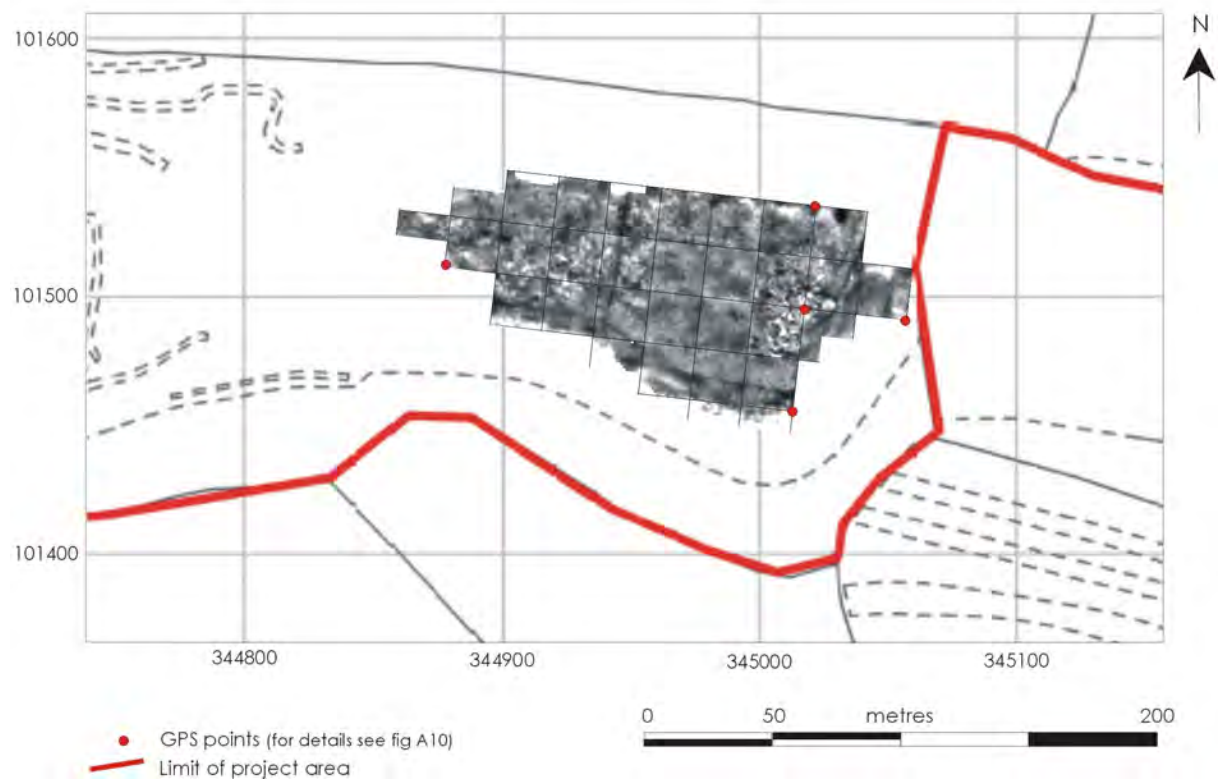 N
101600
101500
101400
344800 344900 345000 345100
0 50 metres 200
GPS points (for details see fig A10)
Limit of project area